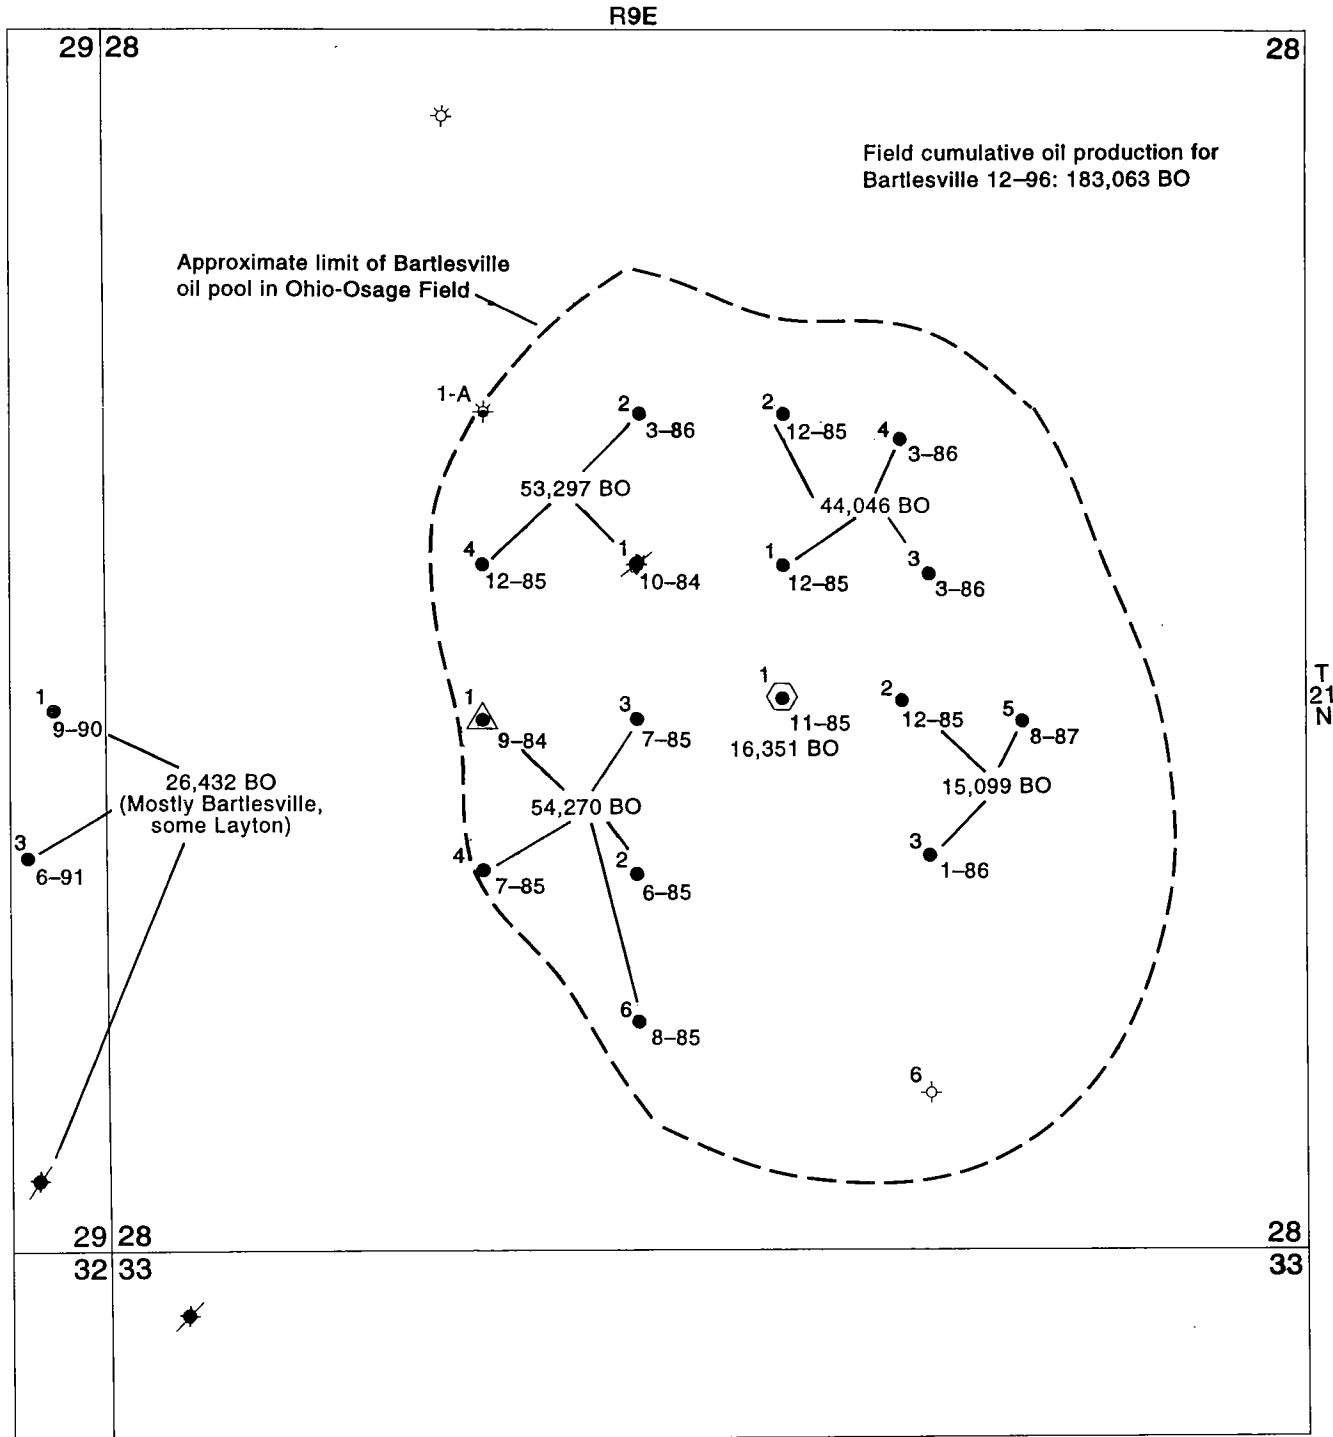 R9E
29 28
28
Field cumulative oil production for
Bartlesville 12–96: 183,063 BO
Approximate limit of Bartlesville
oil pool in Ohio-Osage Field
1-A
2
3–86
2
12–85
4
3–86
53,297 BO
44,046 BO
4
12–85
1
10–84
1
12–85
3
3–86
T
21
N
1
9–90
1
9–84
3
7–85
1
11–85
16,351 BO
2
12–85
5
8–87
26,432 BO
(Mostly Bartlesville,
some Layton)
54,270 BO
15,099 BO
3
6–91
4
7–85
2
6–85
3
1–86
6
8–85
6
29 28
28
32 33
33